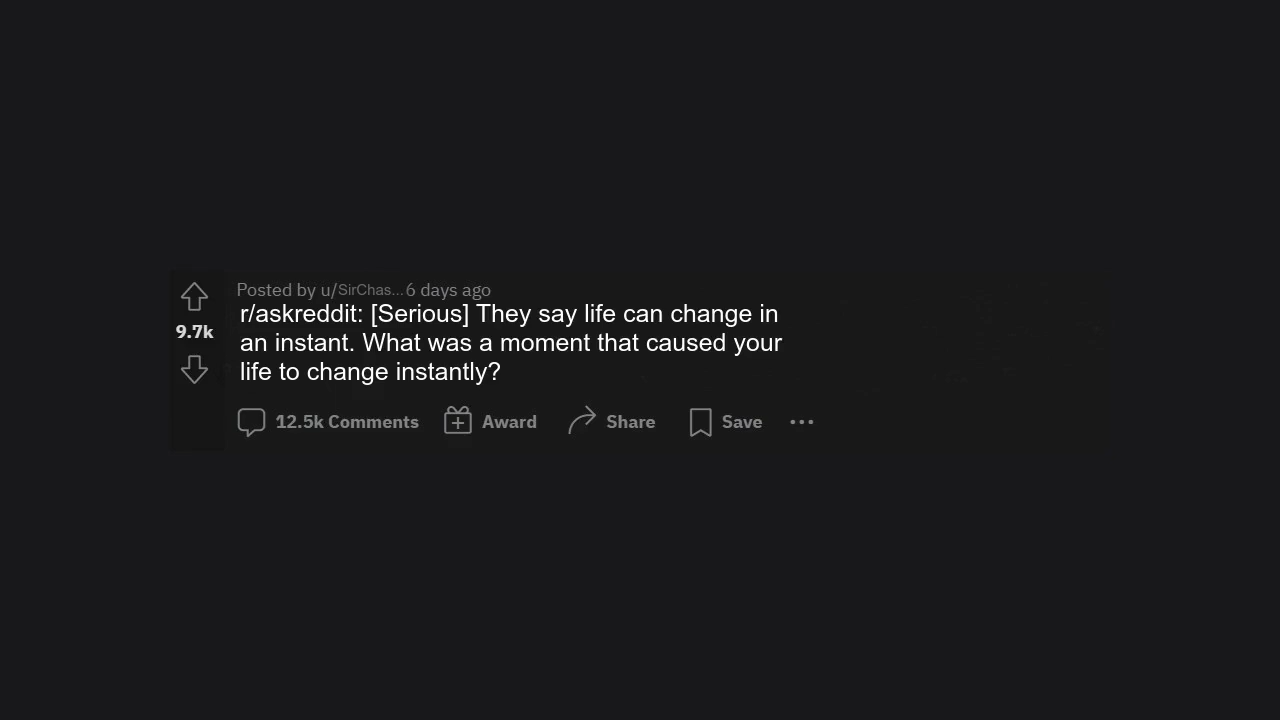 Posted by u/SirChas... 6 days ago
r/askreddit: [Serious] They say life can change in
9.7k
an instant. What was a moment that caused your
life to change instantly?
12.5k Comments Award Share Save